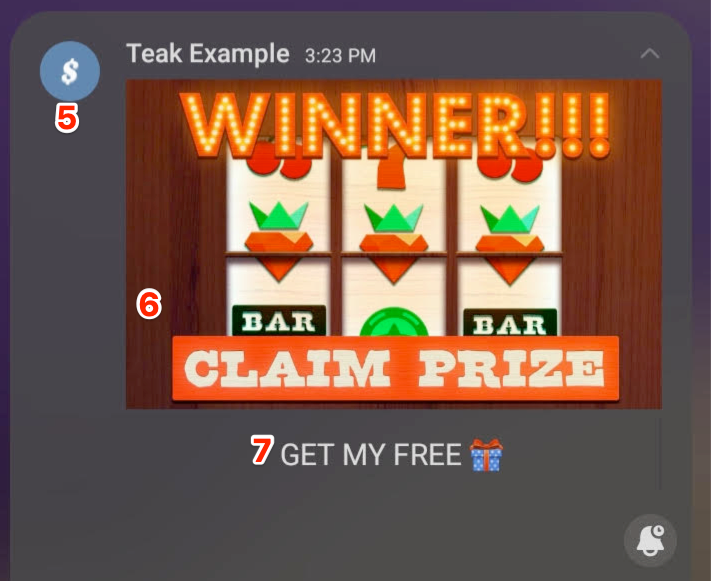 $
Teak Example 3:23 PM
5
WINNER!!!
6
BAR
BAR
CLAIM PRIZE
7 GET MY FREE 🎁